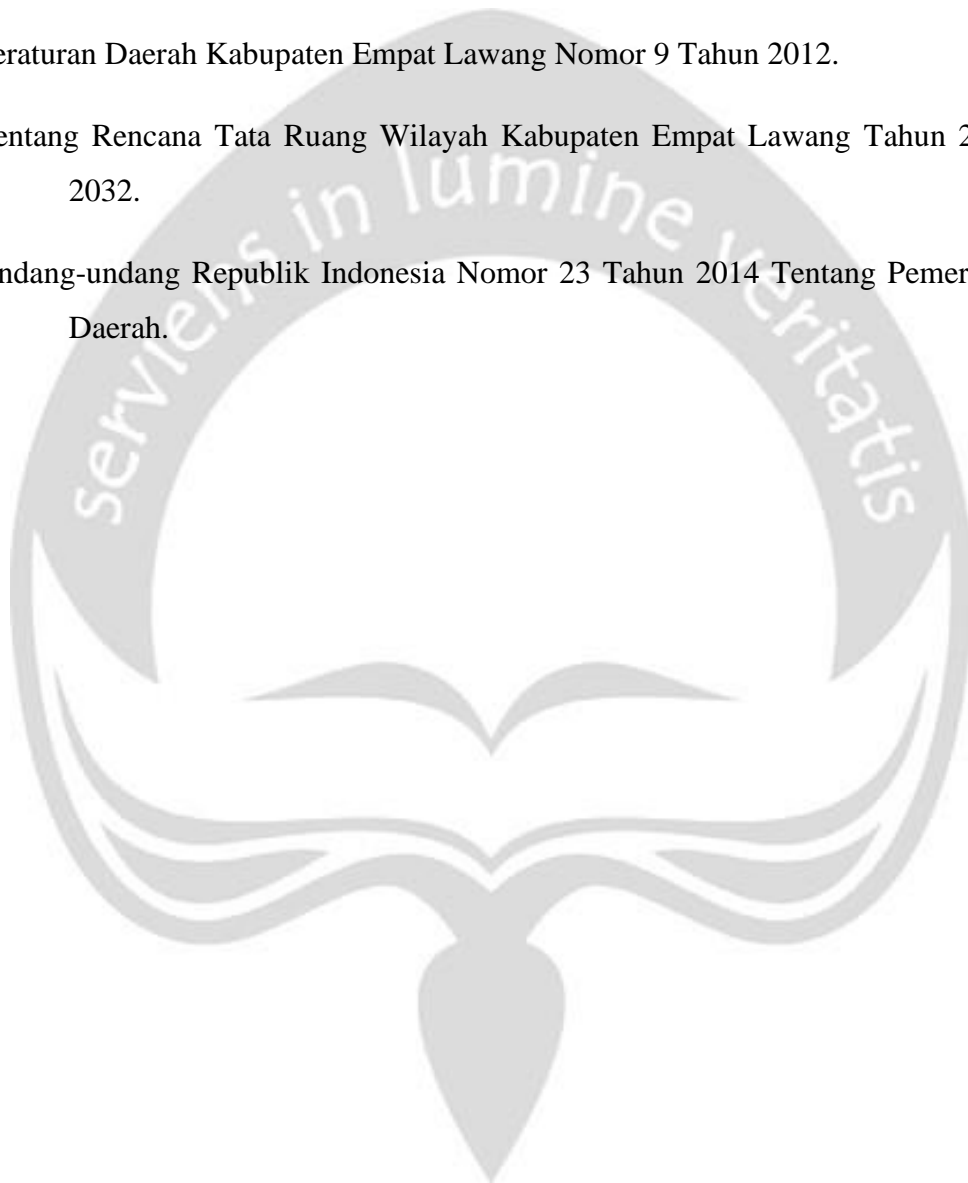 eraturan Daerah Kabupaten Empat Lawang Nomor 9 Tahun 2012.
entang Rencana Tata Ruang Wilayah Kabupaten Empat Lawang Tahun 2
2032.
ndang-undang Republik Indonesia Nomor 23 Tahun 2014 Tentang Pemer
Daerah.
serviens in lumine veritatis